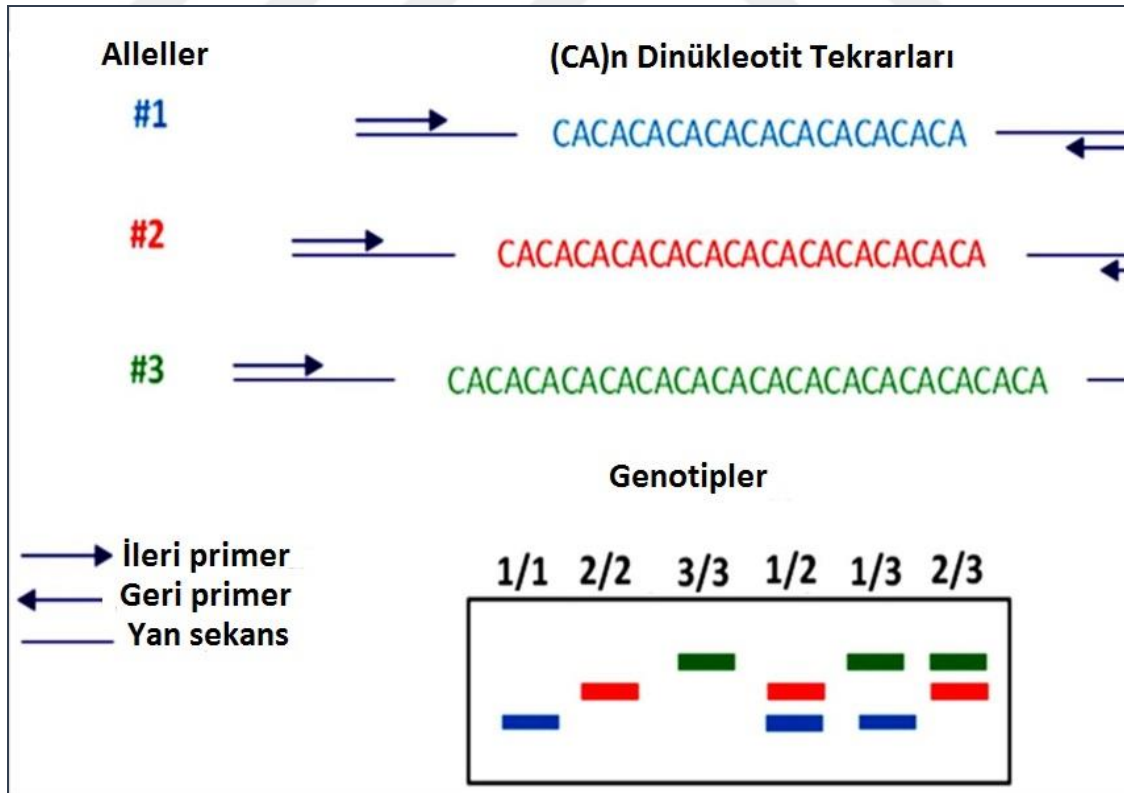 Alleller
(CA)n Dinükleotit Tekrarları
#1
CACACACACACACACACACACA
#2
CACACACACACACACACACACACACA
#3
CACACACACACACACACACACACACACACACA
Genotipler
İleri primer
Geri primer
Yan sekans
1/1 2/2 3/3 1/2 1/3 2/3